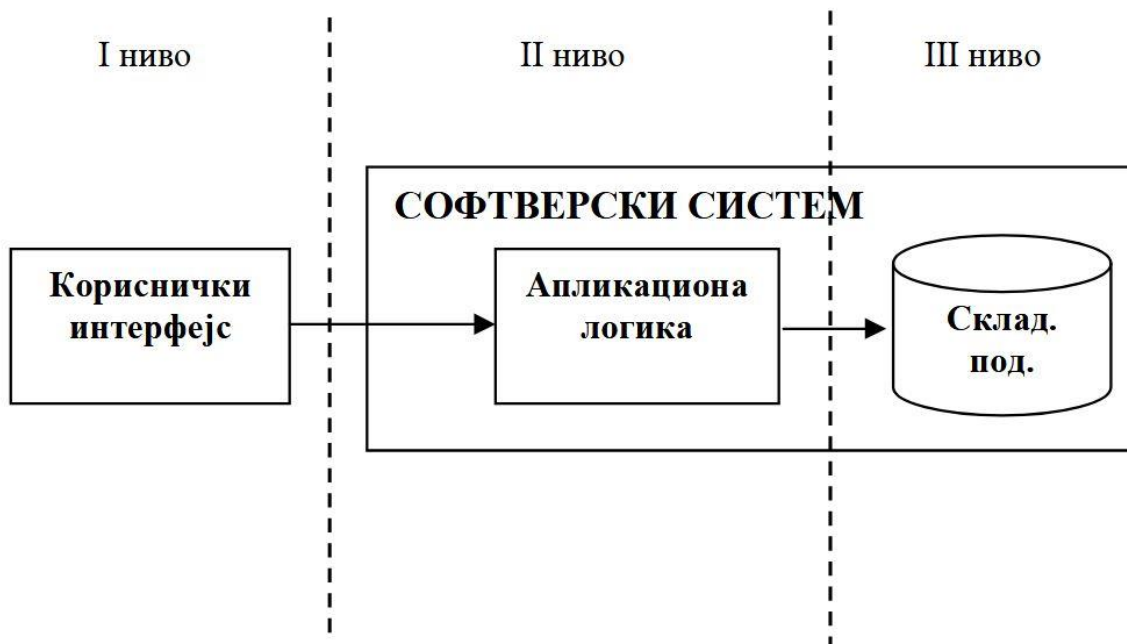 I ниво
II ниво
III ниво
СОФТВЕРСКИ СИСТЕМ
Кориснички
интерфејс
Апликациона
логика
Склад.
под.